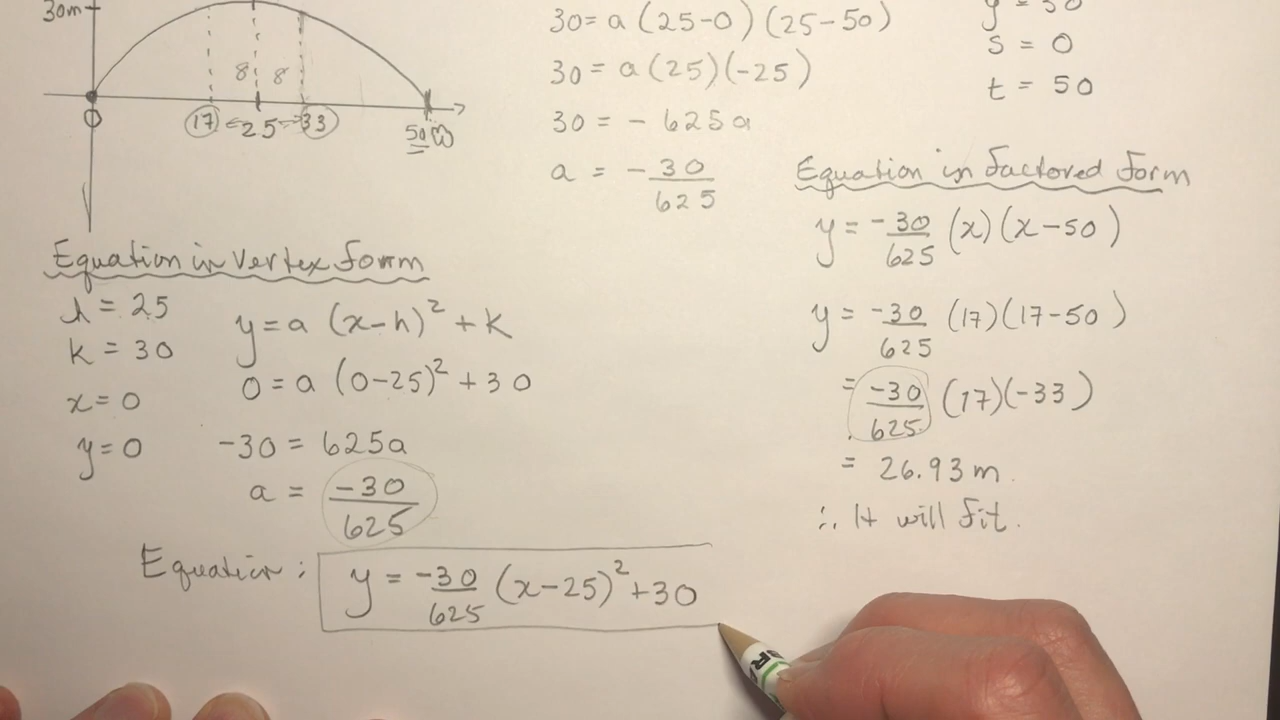 30m
8 8
0 17 25 33 50
30 = a (25-0) (25-50)
30 = a (25)(-25)
30 = - 625a
a = - 30/625
y = 30
s = 0
t = 50
Equation in factored form
y = -30/625 (x)(x-50)
y = -30/625 (17)(17-50)
= -30/625 (17)(-33)
= 26.93 m.
∴ It will fit.
Equation in vertex form
h = 25
k = 30
x = 0
y = 0
y = a (x-h)² + k
0 = a (0-25)² + 30
-30 = 625a
a = -30/625
Equation: y = -30/625 (x-25)² + 30